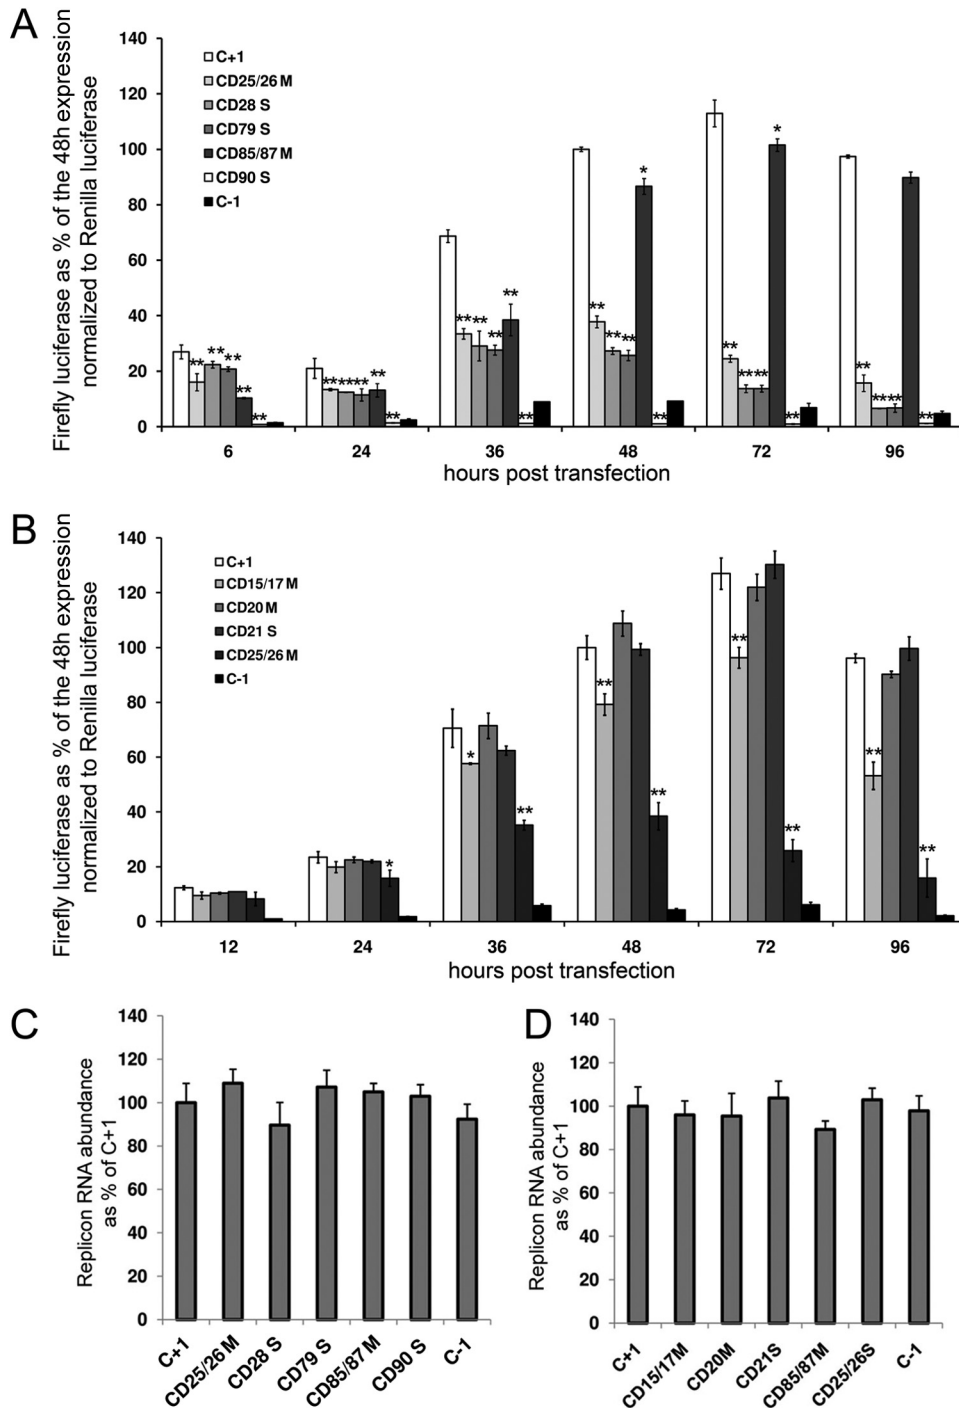 A
Firefly luciferase as % of the 48h expression
normalized to Renilla luciferase
140
120
100
80
60
40
20
0
C+1
CD25/26 M
CD28 S
CD79 S
CD85/87 M
CD90 S
C-1
** ** ** ** **
** **** ** **
** ** ** ** **
** ** ** * **
** **** * **
** **** **
6 24 36 48 72 96
hours post transfection
B
Firefly luciferase as % of the 48h expression
normalized to Renilla luciferase
140
120
100
80
60
40
20
0
C+1
CD15/17 M
CD20 M
CD21 S
CD25/26 M
C-1
*
* **
** **
** **
** **
12 24 36 48 72 96
hours post transfection
C
Replicon RNA abundance
as % of C+1
140
120
100
80
60
40
20
0
C+1
CD25/26 M
CD28 S
CD79 S
CD85/87 M
CD90 S
C-1
D
Replicon RNA abundance
as % of C+1
140
120
100
80
60
40
20
0
C+1
CD15/17M
CD20M
CD21S
CD85/87M
CD25/26S
C-1